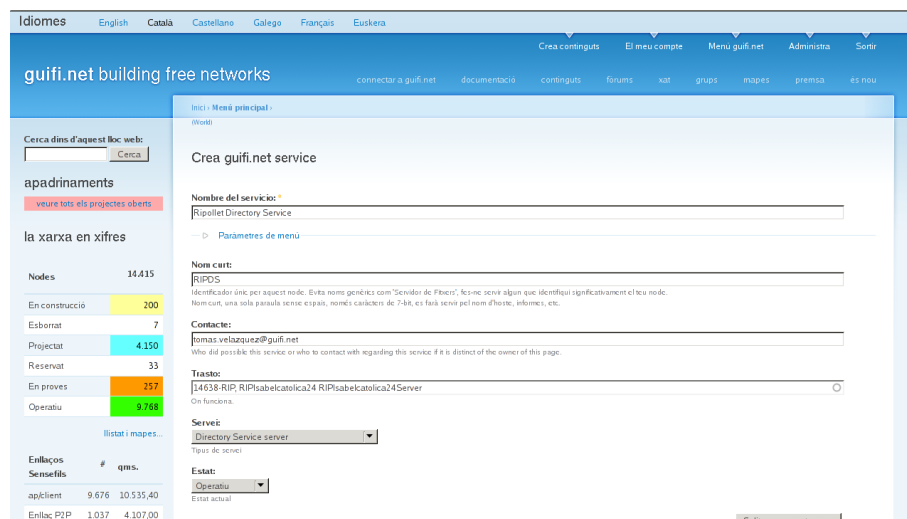 Idiomes English Català Castellano Galego Français Euskera
Crea continguts El meu compte Menú guifi.net Administra Sortir
guifi.net building free networks
connectar a guifi.net documentació continguts fòrums xat grups mapes premsa és nou
Inici › Menú principal ›
(World)
Cerca dins d'aquest lloc web:
Cerca
apadrinaments
veure tots els projectes oberts
la xarxa en xifres
Nodes 14.415
En construcció 200
Esborrat 7
Projectat 4.150
Reservat 33
En proves 257
Operatiu 9.768
llistat i mapes...
Enllaços Sensefils # qms.
ap/client 9.676 10.535,40
Enllaç P2P 1.037 4.107,00
Crea guifi.net service
Nombre del servicio: *
Ripollet Directory Service
Paràmetres de menú
Nom curt:
RIPDS
Identificador únic per aquest node. Evita noms genèrics com 'Servidor de Fitxers', fes-ne servir algun que identifiqui significativament el teu node.
Nom curt, una sola paraula sense espais, només caràcters de 7-bit, es farà servir pel nom d'hoste, informes, etc.
Contacte:
tomas.velazquez@guifi.net
Who did possible this service or who to contact with regarding this service if it is distinct of the owner of this page.
Trasto:
14638-RIP, RIPIsabelcatolica24 RIPIsabelcatolica24Server
On funciona.
Servei:
Directory Service server
Tipus de servei
Estat:
Operatiu
Estat actual